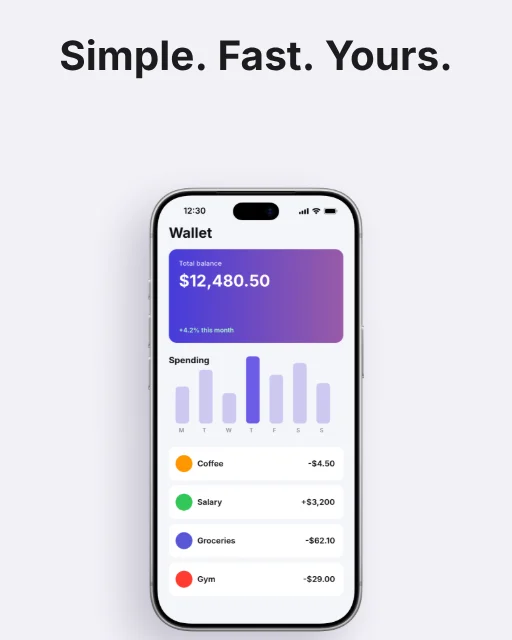 Simple. Fast. Yours.
12:30
Wallet
Total balance
$12,480.50
+4.2% this month
Spending
M T W T F S S
Coffee -$4.50
Salary +$3,200
Groceries -$62.10
Gym -$29.00